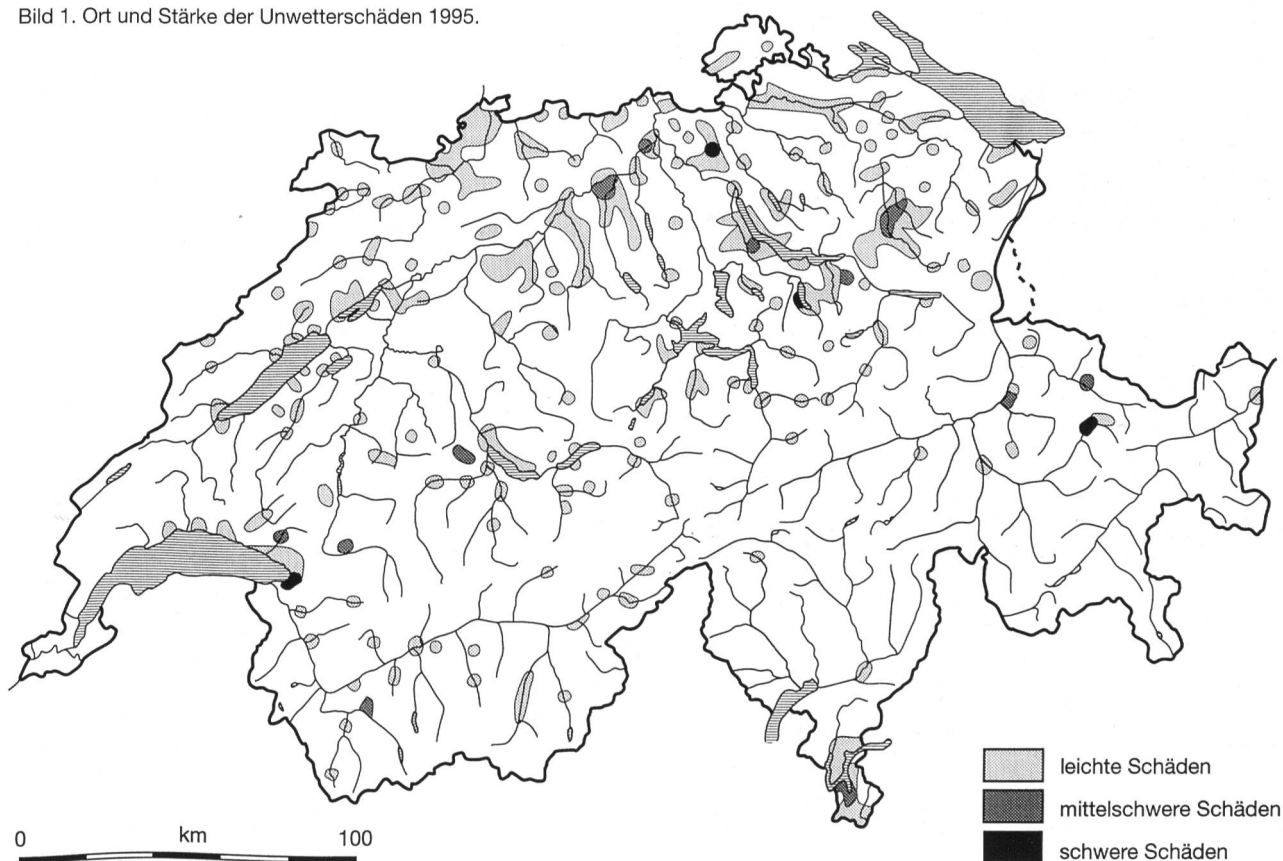 Bild 1. Ort und Stärke der Unwetterschäden 1995.
leichte Schäden
mittelschwere Schäden
schwere Schäden
0 km 100